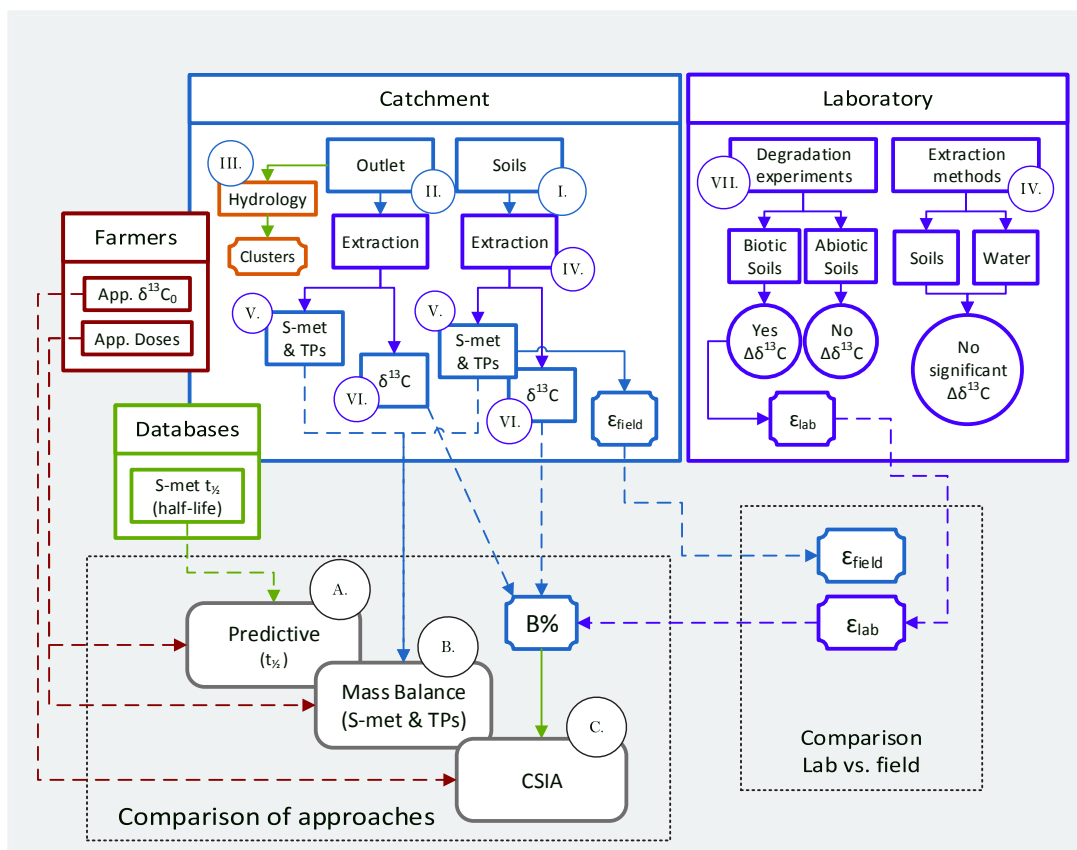 Catchment
Laboratory
III.
Outlet
Soils
II.
I.
Hydrology
Clusters
Extraction
Extraction
IV.
V.
S-met
& TPs
V.
S-met
& TPs
VI.
δ¹³C
VI.
δ¹³C
εfield
VII.
Degradation
experiments
Extraction
methods
IV.
Biotic
Soils
Abiotic
Soils
Soils
Water
Yes
Δδ¹³C
No
Δδ¹³C
No
significant
Δδ¹³C
εlab
Farmers
App. δ¹³C₀
App. Doses
Databases
S-met t½
(half-life)
A.
Predictive
(t½)
B.
Mass Balance
(S-met & TPs)
B%
C.
CSIA
Comparison of approaches
εfield
εlab
Comparison
Lab vs. field